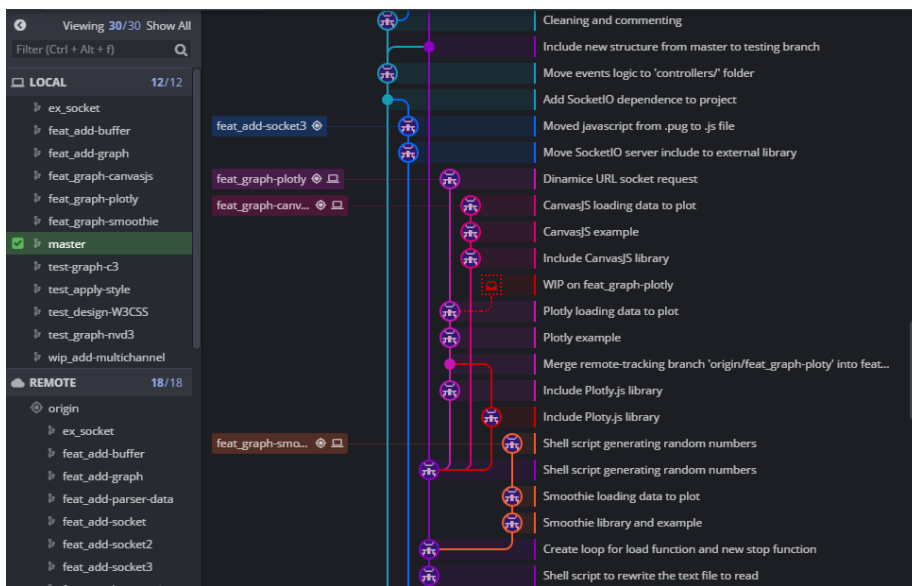 Viewing 30/30 Show All
Filter (Ctrl + Alt + f)
LOCAL 12/12
ex_socket
feat_add-buffer
feat_add-graph
feat_graph-canvasjs
feat_graph-plotly
feat_graph-smoothie
master
test-graph-c3
test_apply-style
test_design-W3CSS
test_graph-nvd3
wip_add-multichannel
REMOTE 18/18
origin
ex_socket
feat_add-buffer
feat_add-graph
feat_add-parser-data
feat_add-socket
feat_add-socket2
feat_add-socket3
feat_add-socket3
feat_graph-plotly
feat_graph-canv...
feat_graph-smo...
Cleaning and commenting
Include new structure from master to testing branch
Move events logic to 'controllers/' folder
Add SocketIO dependence to project
Moved javascript from .pug to .js file
Move SocketIO server include to external library
Dinamice URL socket request
CanvasJS loading data to plot
CanvasJS example
Include CanvasJS library
WIP on feat_graph-plotly
Plotly loading data to plot
Plotly example
Merge remote-tracking branch 'origin/feat_graph-ploty' into feat...
Include Plotly.js library
Include Ploty.js library
Shell script generating random numbers
Shell script generating random numbers
Smoothie loading data to plot
Smoothie library and example
Create loop for load function and new stop function
Shell script to rewrite the text file to read